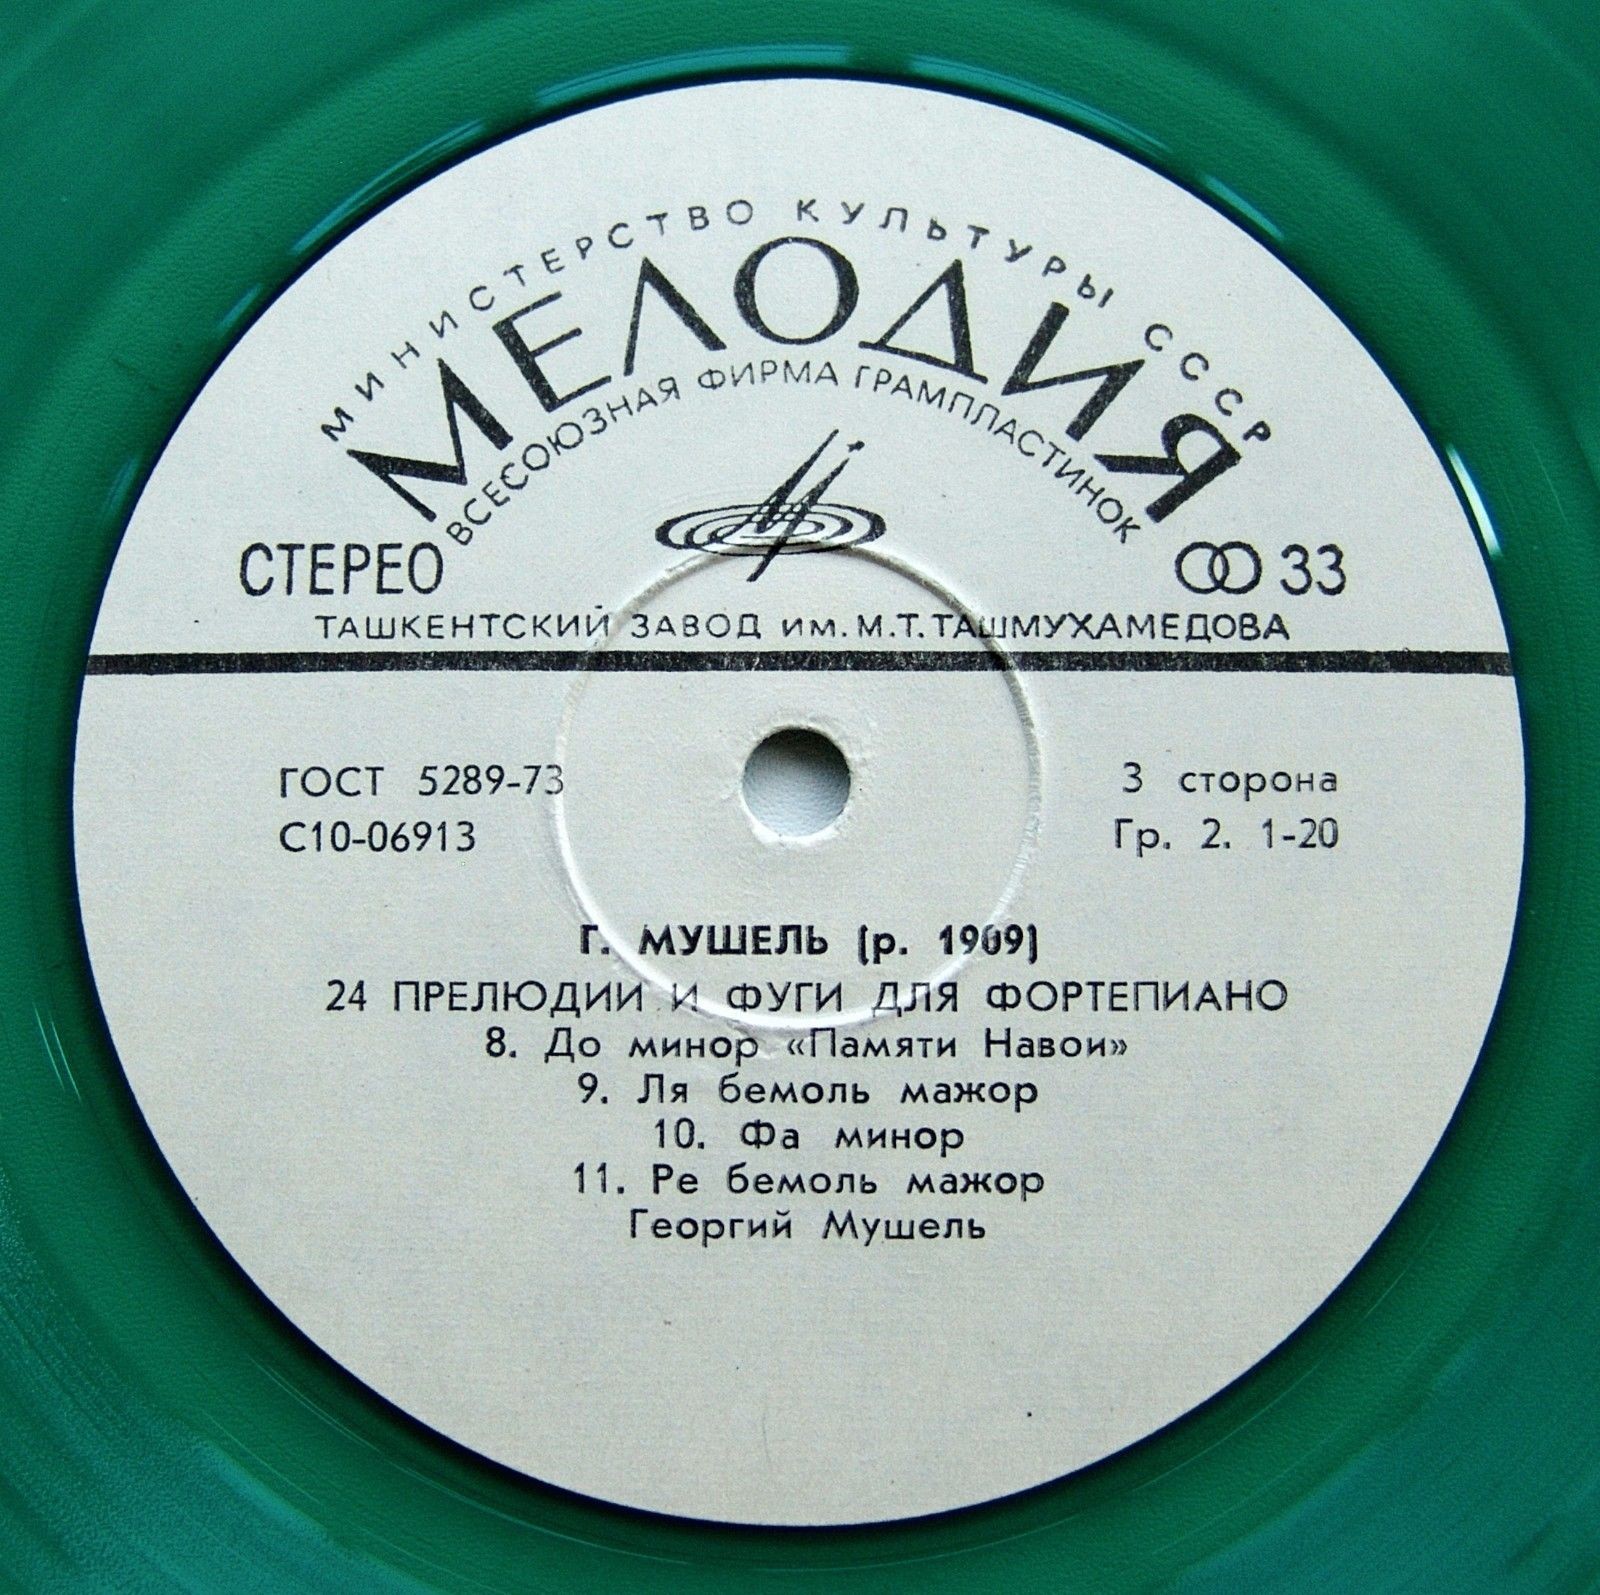 МИНИСТЕРСТВО КУЛЬТУРЫ СССР
МЕЛОДИЯ
ВСЕСОЮЗНАЯ ФИРМА ГРАМПЛАСТИНОК
СТЕРЕО
33
ТАШКЕНТСКИЙ ЗАВОД им. М.Т. ТАШМУХАМЕДОВА
ГОСТ 5289-73
3 сторона
С10-06913
Гр. 2. 1-20
Г. МУШЕЛЬ (р. 1909)
24 ПРЕЛЮДИИ И ФУГИ ДЛЯ ФОРТЕПИАНО
8. До минор «Памяти Навои»
9. Ля бемоль мажор
10. Фа минор
11. Ре бемоль мажор
Георгий Мушель